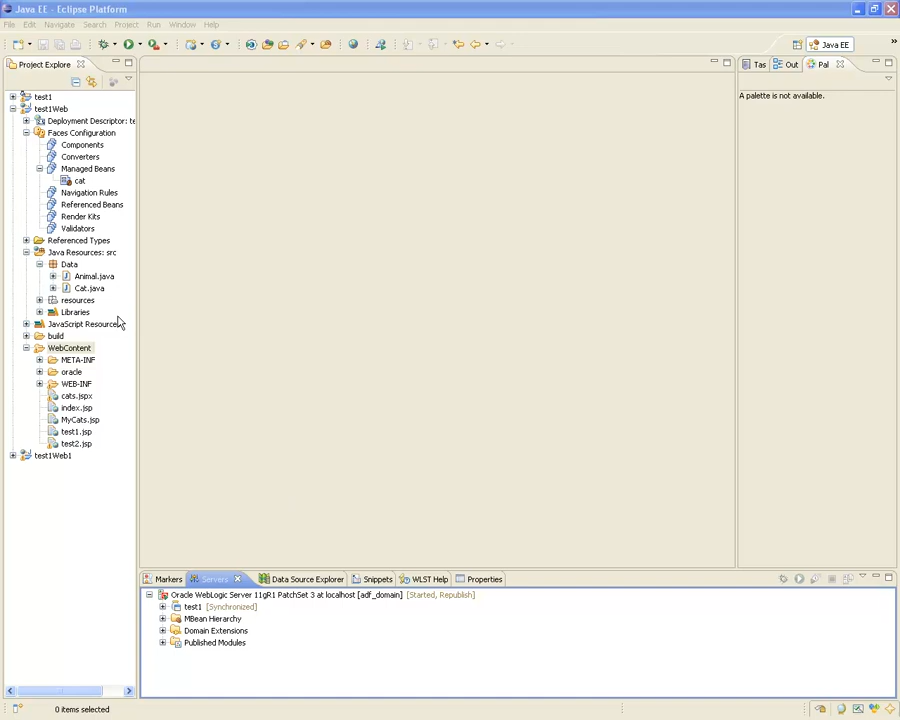 Java EE - Eclipse Platform
File Edit Navigate Search Project Run Window Help
Java EE
Project Explore
Tas Out Pal
A palette is not available.
test1
test1Web
Deployment Descriptor: te
Faces Configuration
Components
Converters
Managed Beans
cat
Navigation Rules
Referenced Beans
Render Kits
Validators
Referenced Types
Java Resources: src
Data
Animal.java
Cat.java
resources
Libraries
JavaScript Resources
build
WebContent
META-INF
oracle
WEB-INF
cats.jspx
index.jsp
MyCats.jsp
test1.jsp
test2.jsp
test1Web1
Markers Servers Data Source Explorer Snippets WLST Help Properties
Oracle WebLogic Server 11gR1 PatchSet 3 at localhost [adf_domain] [Started, Republish]
test1 [Synchronized]
MBean Hierarchy
Domain Extensions
Published Modules
0 items selected